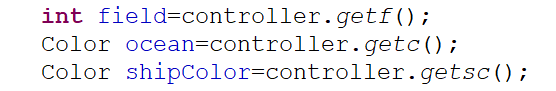 int field=controller.getf();
Color ocean=controller.getc();
Color shipColor=controller.getsc();